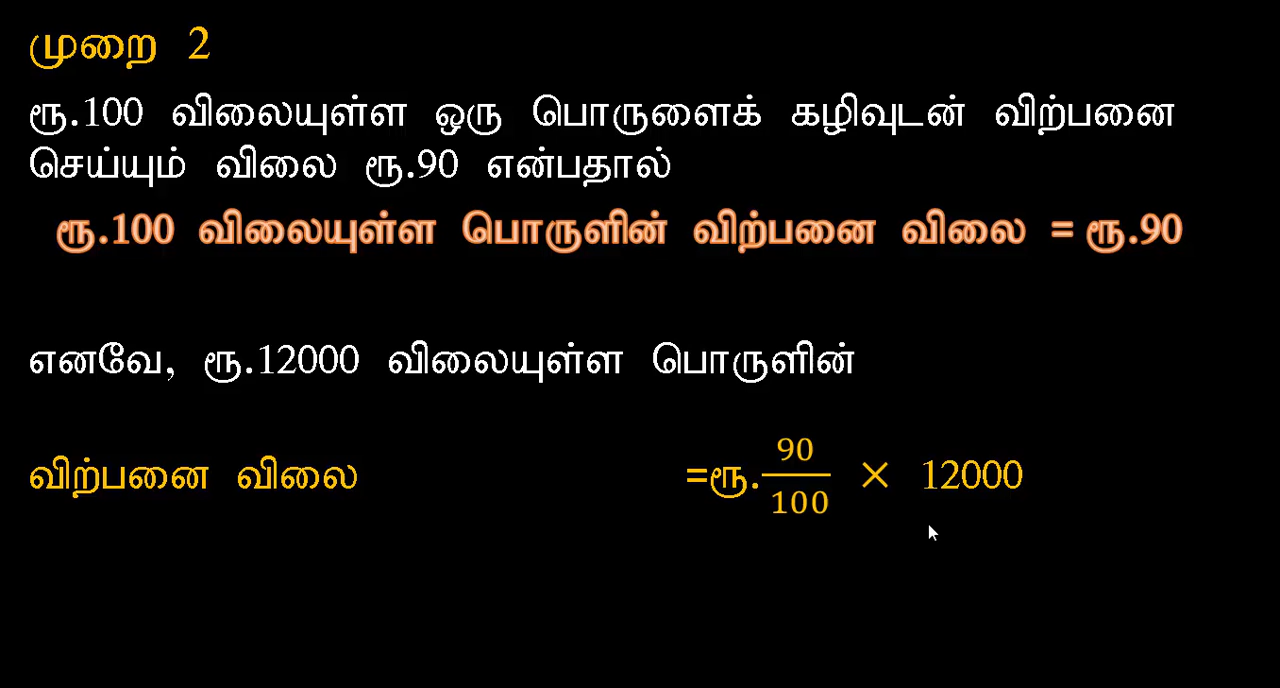 முறை 2
ரூ.100 விலையுள்ள ஒரு பொருளைக் கழிவுடன் விற்பனை
செய்யும் விலை ரூ.90 என்பதால்
ரூ.100 விலையுள்ள பொருளின் விற்பனை விலை = ரூ.90
எனவே, ரூ.12000 விலையுள்ள பொருளின்
விற்பனை விலை =ரூ.90/100 × 12000